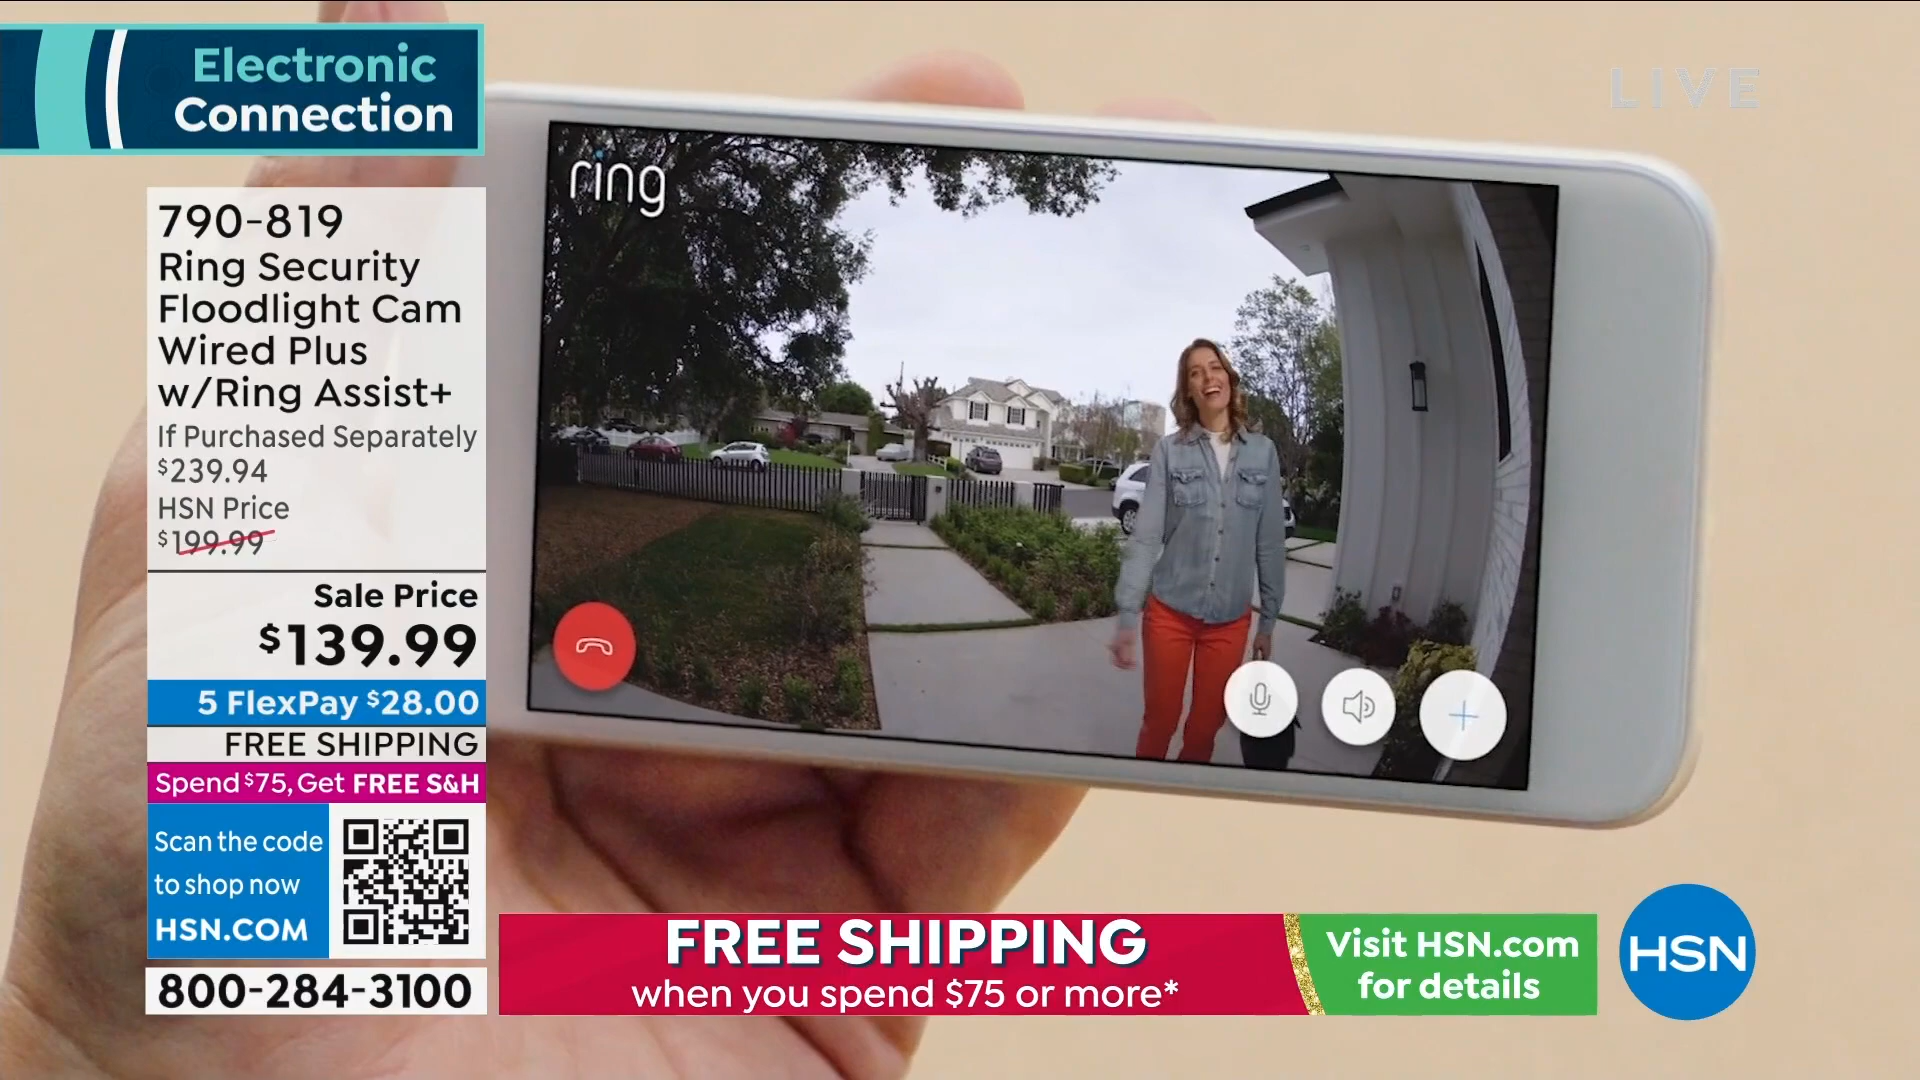 Electronic
Connection
LIVE
ring
790-819
Ring Security
Floodlight Cam
Wired Plus
w/Ring Assist+
If Purchased Separately
$239.94
HSN Price
$199.99
Sale Price
$139.99
5 FlexPay $28.00
FREE SHIPPING
Spend $75, Get FREE S&H
Scan the code
to shop now
HSN.COM
800-284-3100
FREE SHIPPING
when you spend $75 or more*
Visit HSN.com
for details
HSN